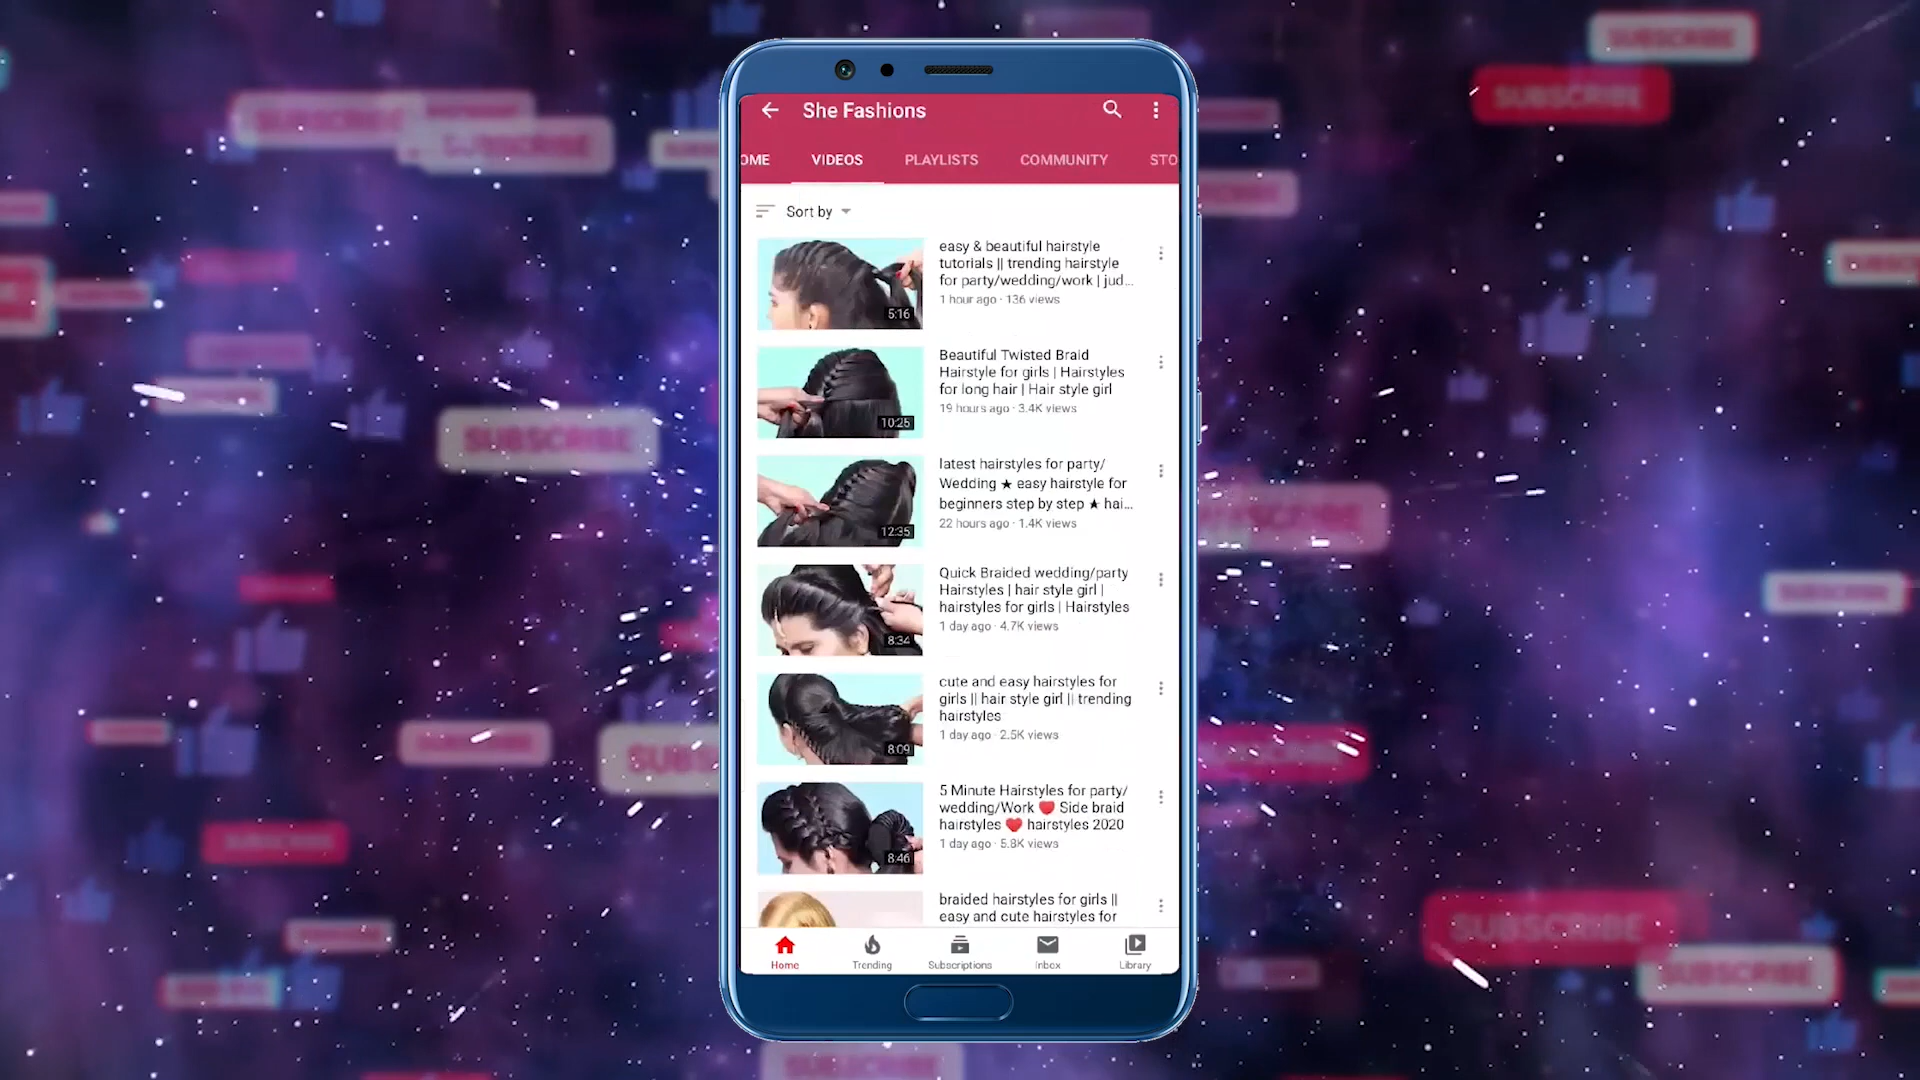 She Fashions
OME VIDEOS PLAYLISTS COMMUNITY STO
Sort by
easy & beautiful hairstyle
tutorials || trending hairstyle
for party/wedding/work | jud...
1 hour ago · 136 views
5:16
Beautiful Twisted Braid
Hairstyle for girls | Hairstyles
for long hair | Hair style girl
19 hours ago · 3.4K views
10:25
latest hairstyles for party/
Wedding ★ easy hairstyle for
beginners step by step ★ hai...
22 hours ago · 1.4K views
12:35
Quick Braided wedding/party
Hairstyles | hair style girl |
hairstyles for girls | Hairstyles
1 day ago · 4.7K views
8:34
cute and easy hairstyles for
girls || hair style girl || trending
hairstyles
1 day ago · 2.5K views
8:09
5 Minute Hairstyles for party/
wedding/Work ❤ Side braid
hairstyles ❤ hairstyles 2020
1 day ago · 5.8K views
8:46
braided hairstyles for girls ||
easy and cute hairstyles for
Home Trending Subscriptions Inbox Library
SUBSCRIBE
SUBSCRIBE
SUBSCRIBE
SUBSCRIBE
SUBSCRIBE
SUBSCRIBE